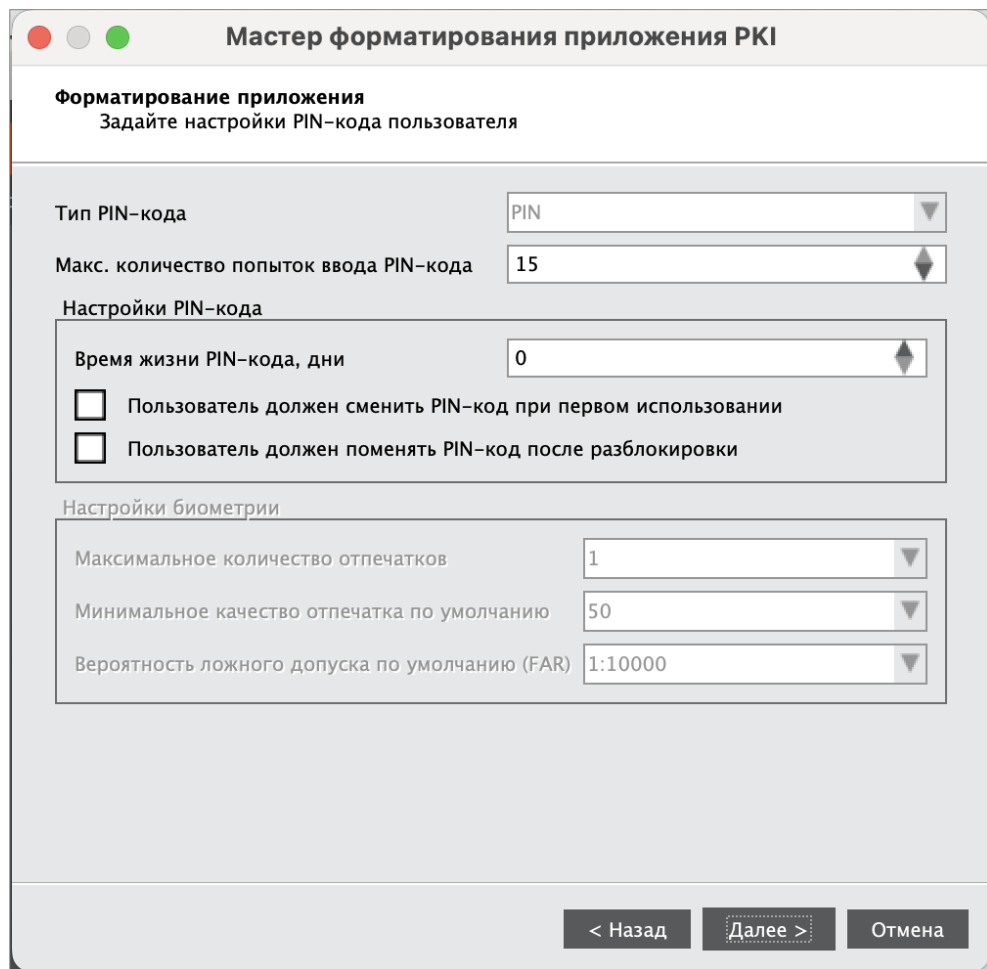 Мастер форматирования приложения PKI
Форматирование приложения
Задайте настройки PIN-кода пользователя
Тип PIN-кода PIN
Макс. количество попыток ввода PIN-кода 15
Настройки PIN-кода
Время жизни PIN-кода, дни 0
Пользователь должен сменить PIN-код при первом использовании
Пользователь должен поменять PIN-код после разблокировки
Настройки биометрии
Максимальное количество отпечатков 1
Минимальное качество отпечатка по умолчанию 50
Вероятность ложного допуска по умолчанию (FAR) 1:10000
< Назад Далее > Отмена